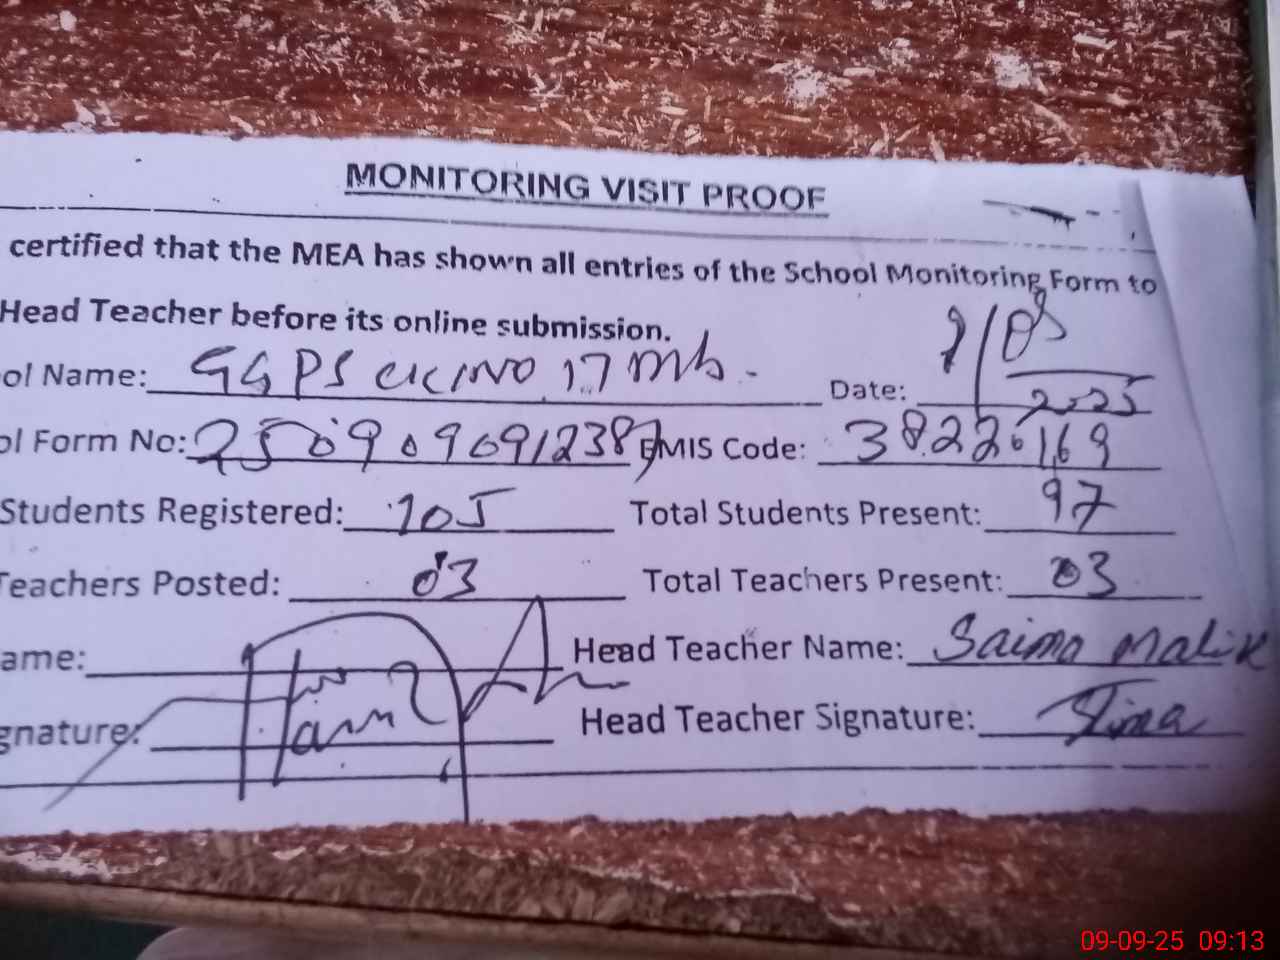 MONITORING VISIT PROOF
certified that the MEA has shown all entries of the School Monitoring Form to
Head Teacher before its online submission.
ol Name: GGPS 17 Date: 2025
ol Form No: EMIS Code: 38226169
Students Registered: 105 Total Students Present: 97
Teachers Posted: 03 Total Teachers Present: 03
ame: Head Teacher Name: Saima Malik
gnature: Head Teacher Signature:
09-09-25 09:13